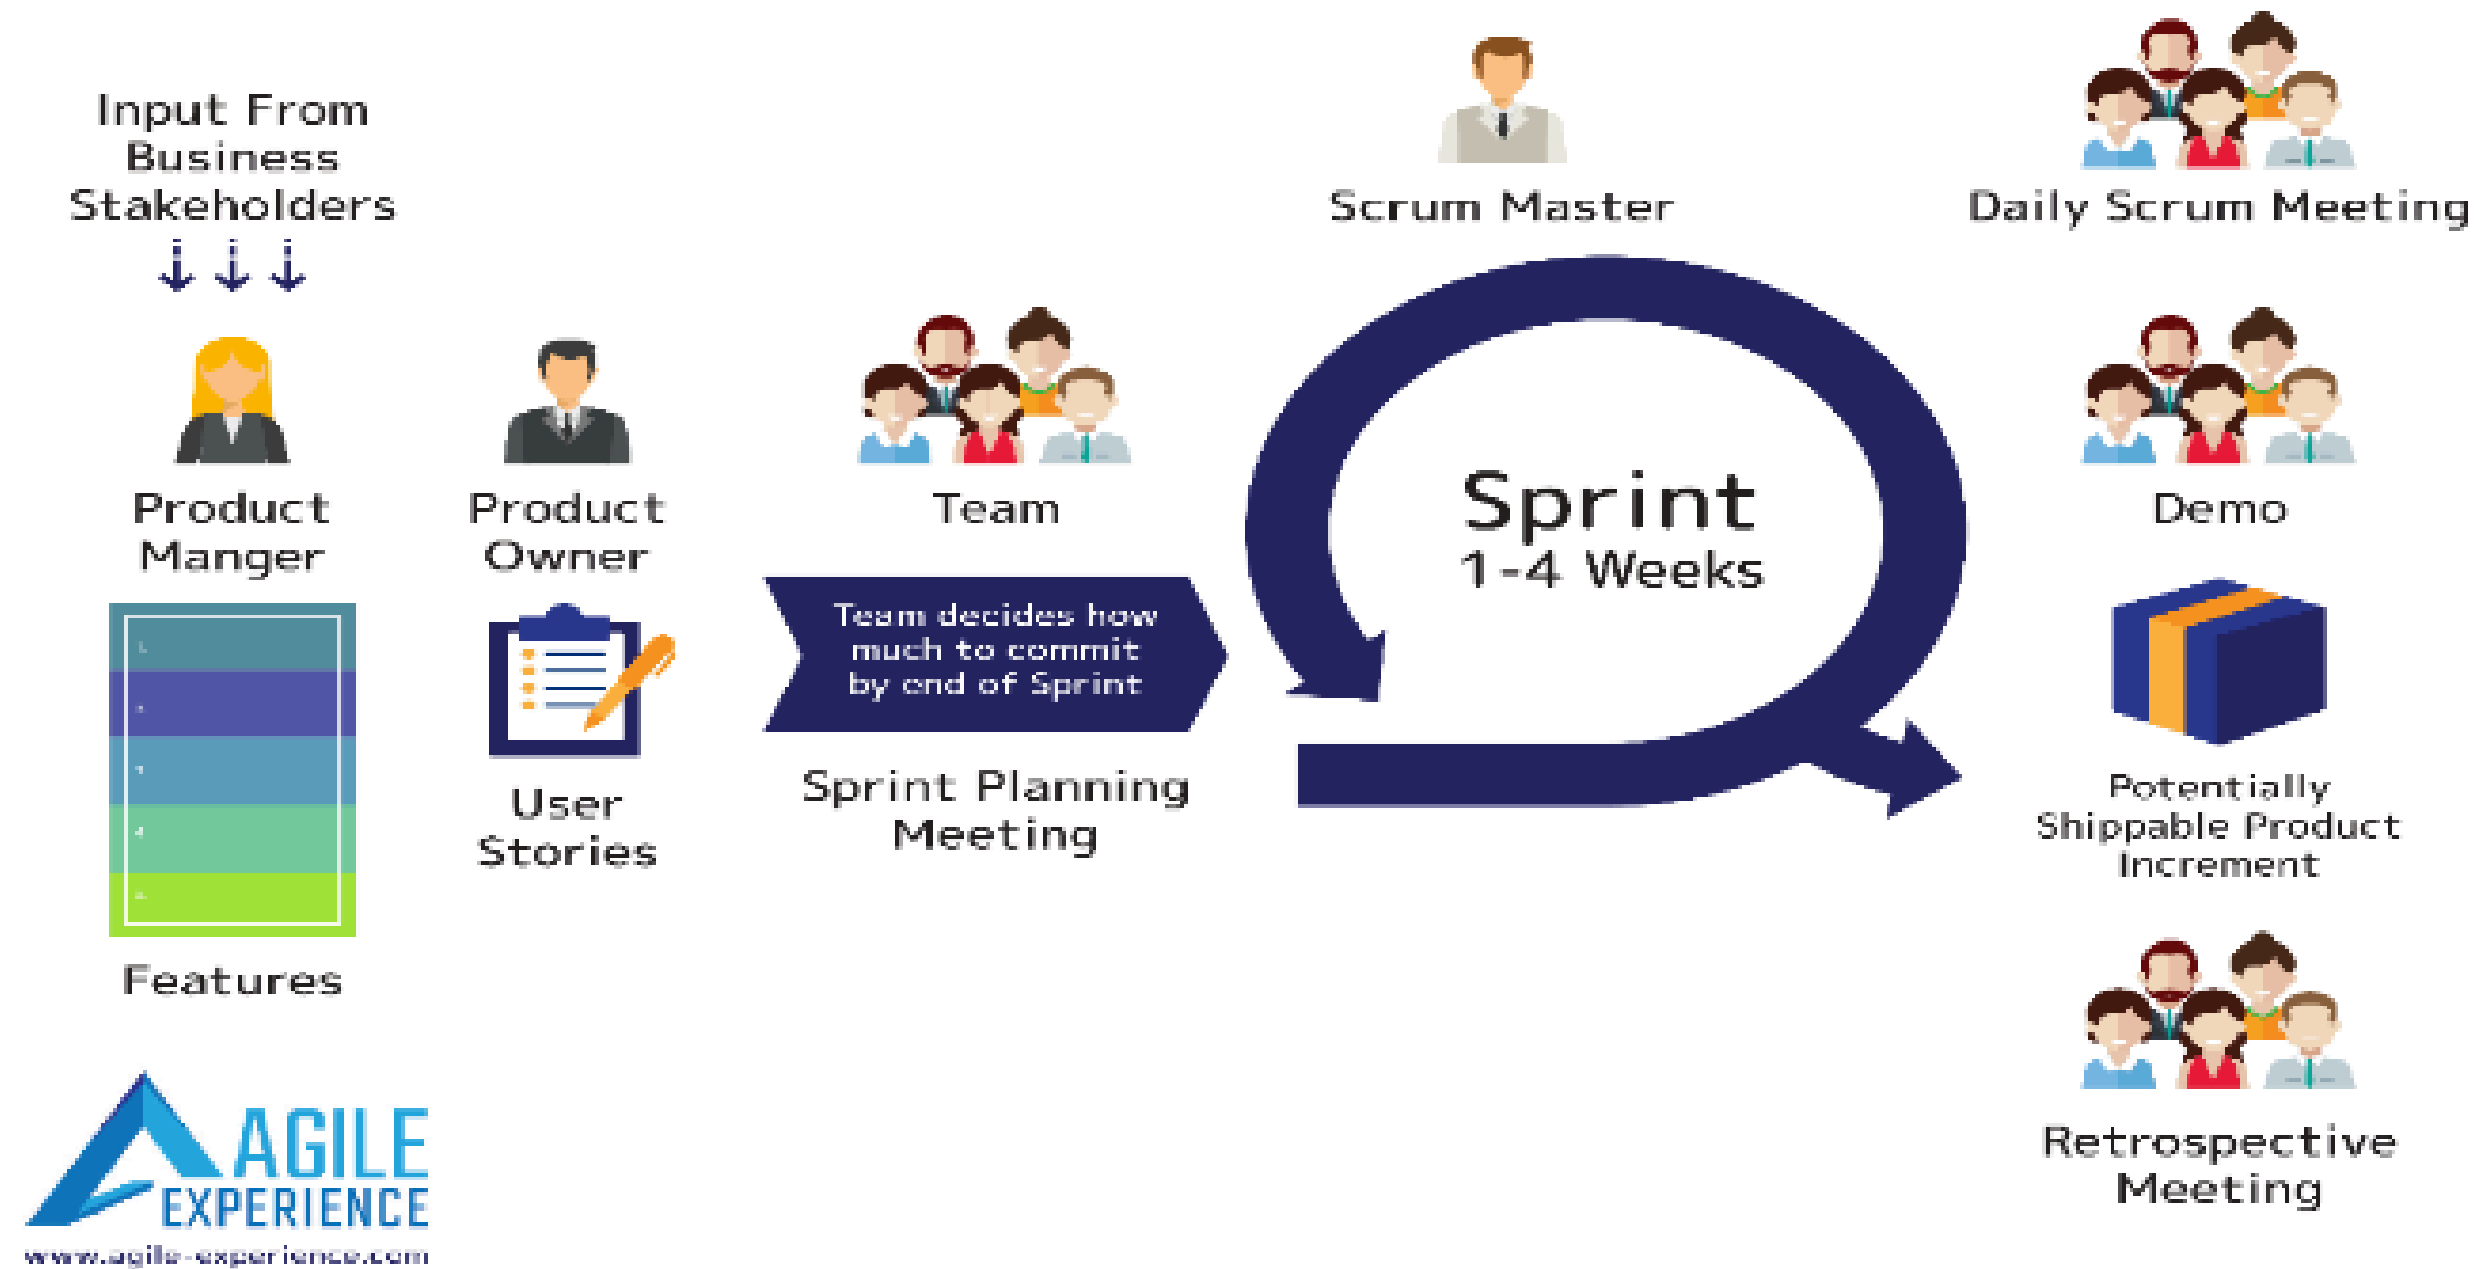 Input From
Business
Stakeholders
Product
Manger
Features
Product
Owner
User
Stories
Team
Team decides how
much to commit
by end of Sprint
Sprint Planning
Meeting
Scrum Master
Sprint
1-4 Weeks
Daily Scrum Meeting
Demo
Potentially
Shippable Product
Increment
Retrospective
Meeting
AGILE
EXPERIENCE
www.agile-experience.com